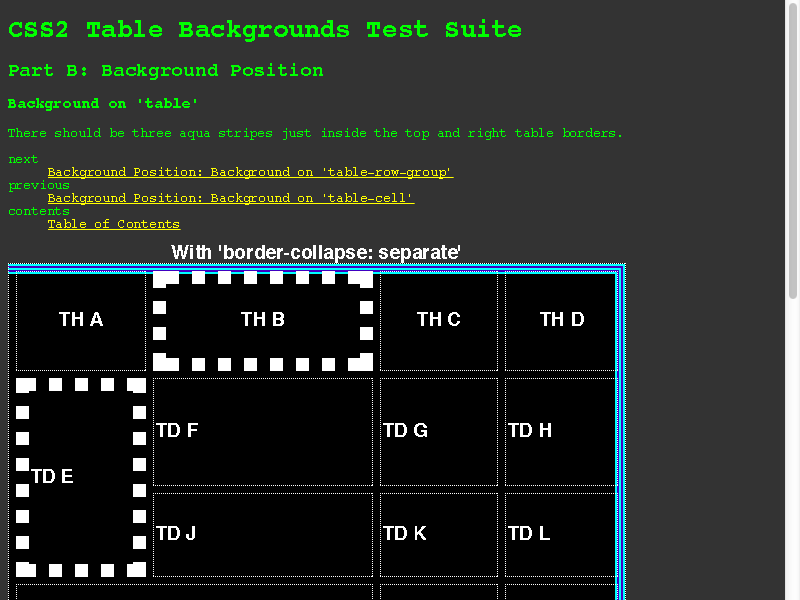 CSS2 Table Backgrounds Test Suite
Part B: Background Position
Background on 'table'
There should be three aqua stripes just inside the top and right table borders.
next
Background Position: Background on 'table-row-group'
previous
Background Position: Background on 'table-cell'
contents
Table of Contents
With 'border-collapse: separate'
TH A TH B TH C TH D
TD F TD G TD H
TD E
TD J TD K TD L